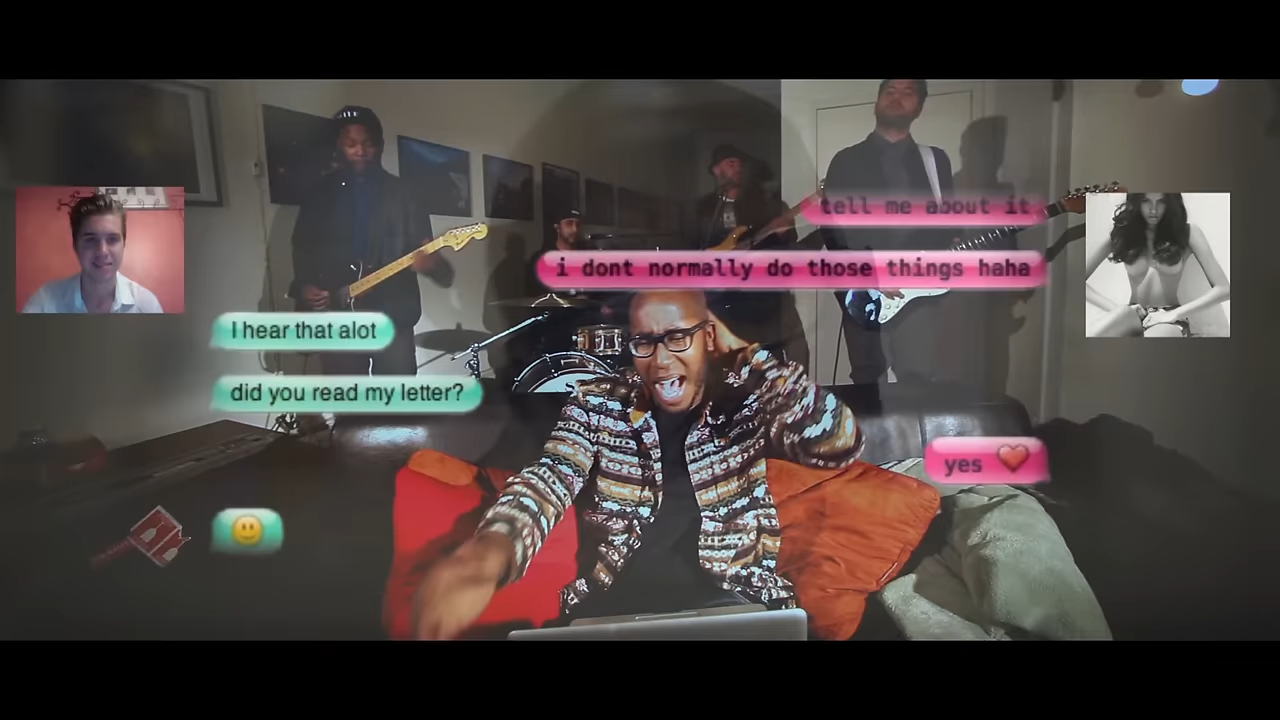 tell me about it
i dont normally do those things haha
I hear that alot
did you read my letter?
yes